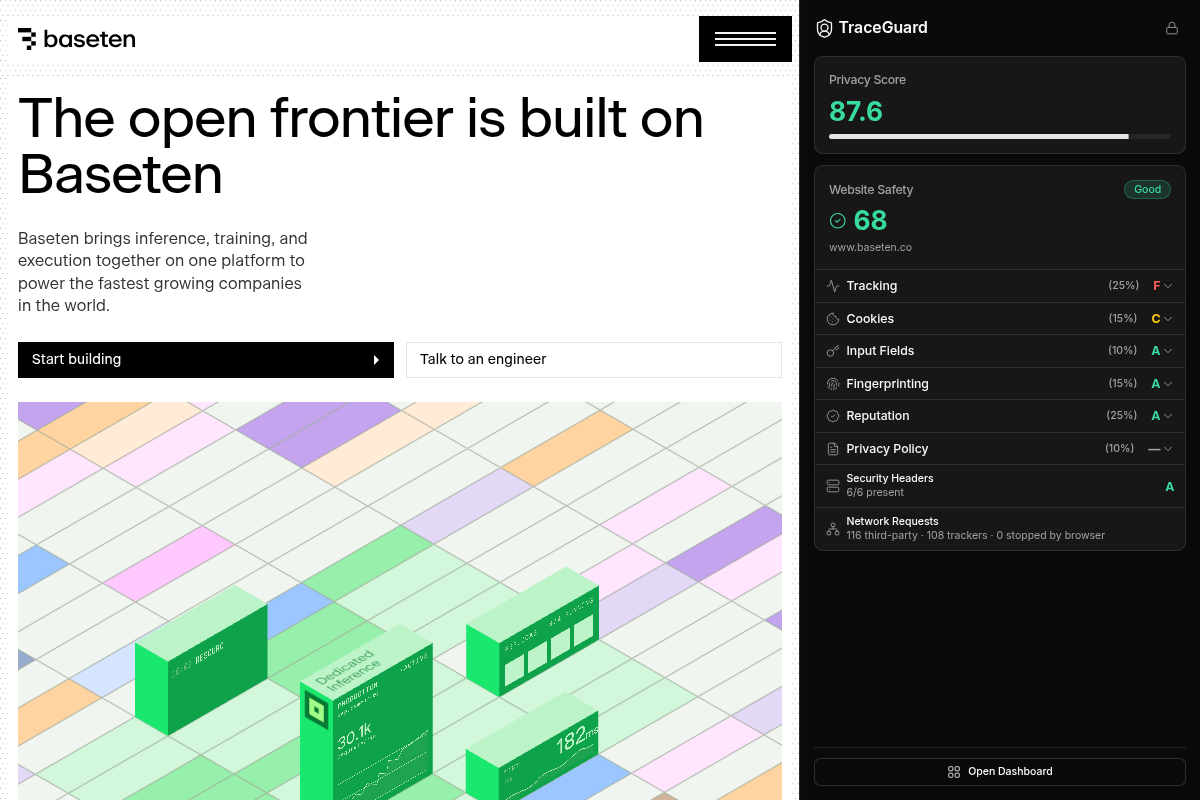 baseten
The open frontier is built on
Baseten
Baseten brings inference, training, and
execution together on one platform to
power the fastest growing companies
in the world.
Start building
Talk to an engineer
Dedicated
Inference
PRODUCTION
ACTIVE
30.1k
182ms
TraceGuard
Privacy Score
87.6
Website Safety
Good
68
www.baseten.co
Tracking (25%) F
Cookies (15%) C
Input Fields (10%) A
Fingerprinting (15%) A
Reputation (25%) A
Privacy Policy (10%) —
Security Headers
6/6 present
A
Network Requests
116 third-party · 108 trackers · 0 stopped by browser
Open Dashboard